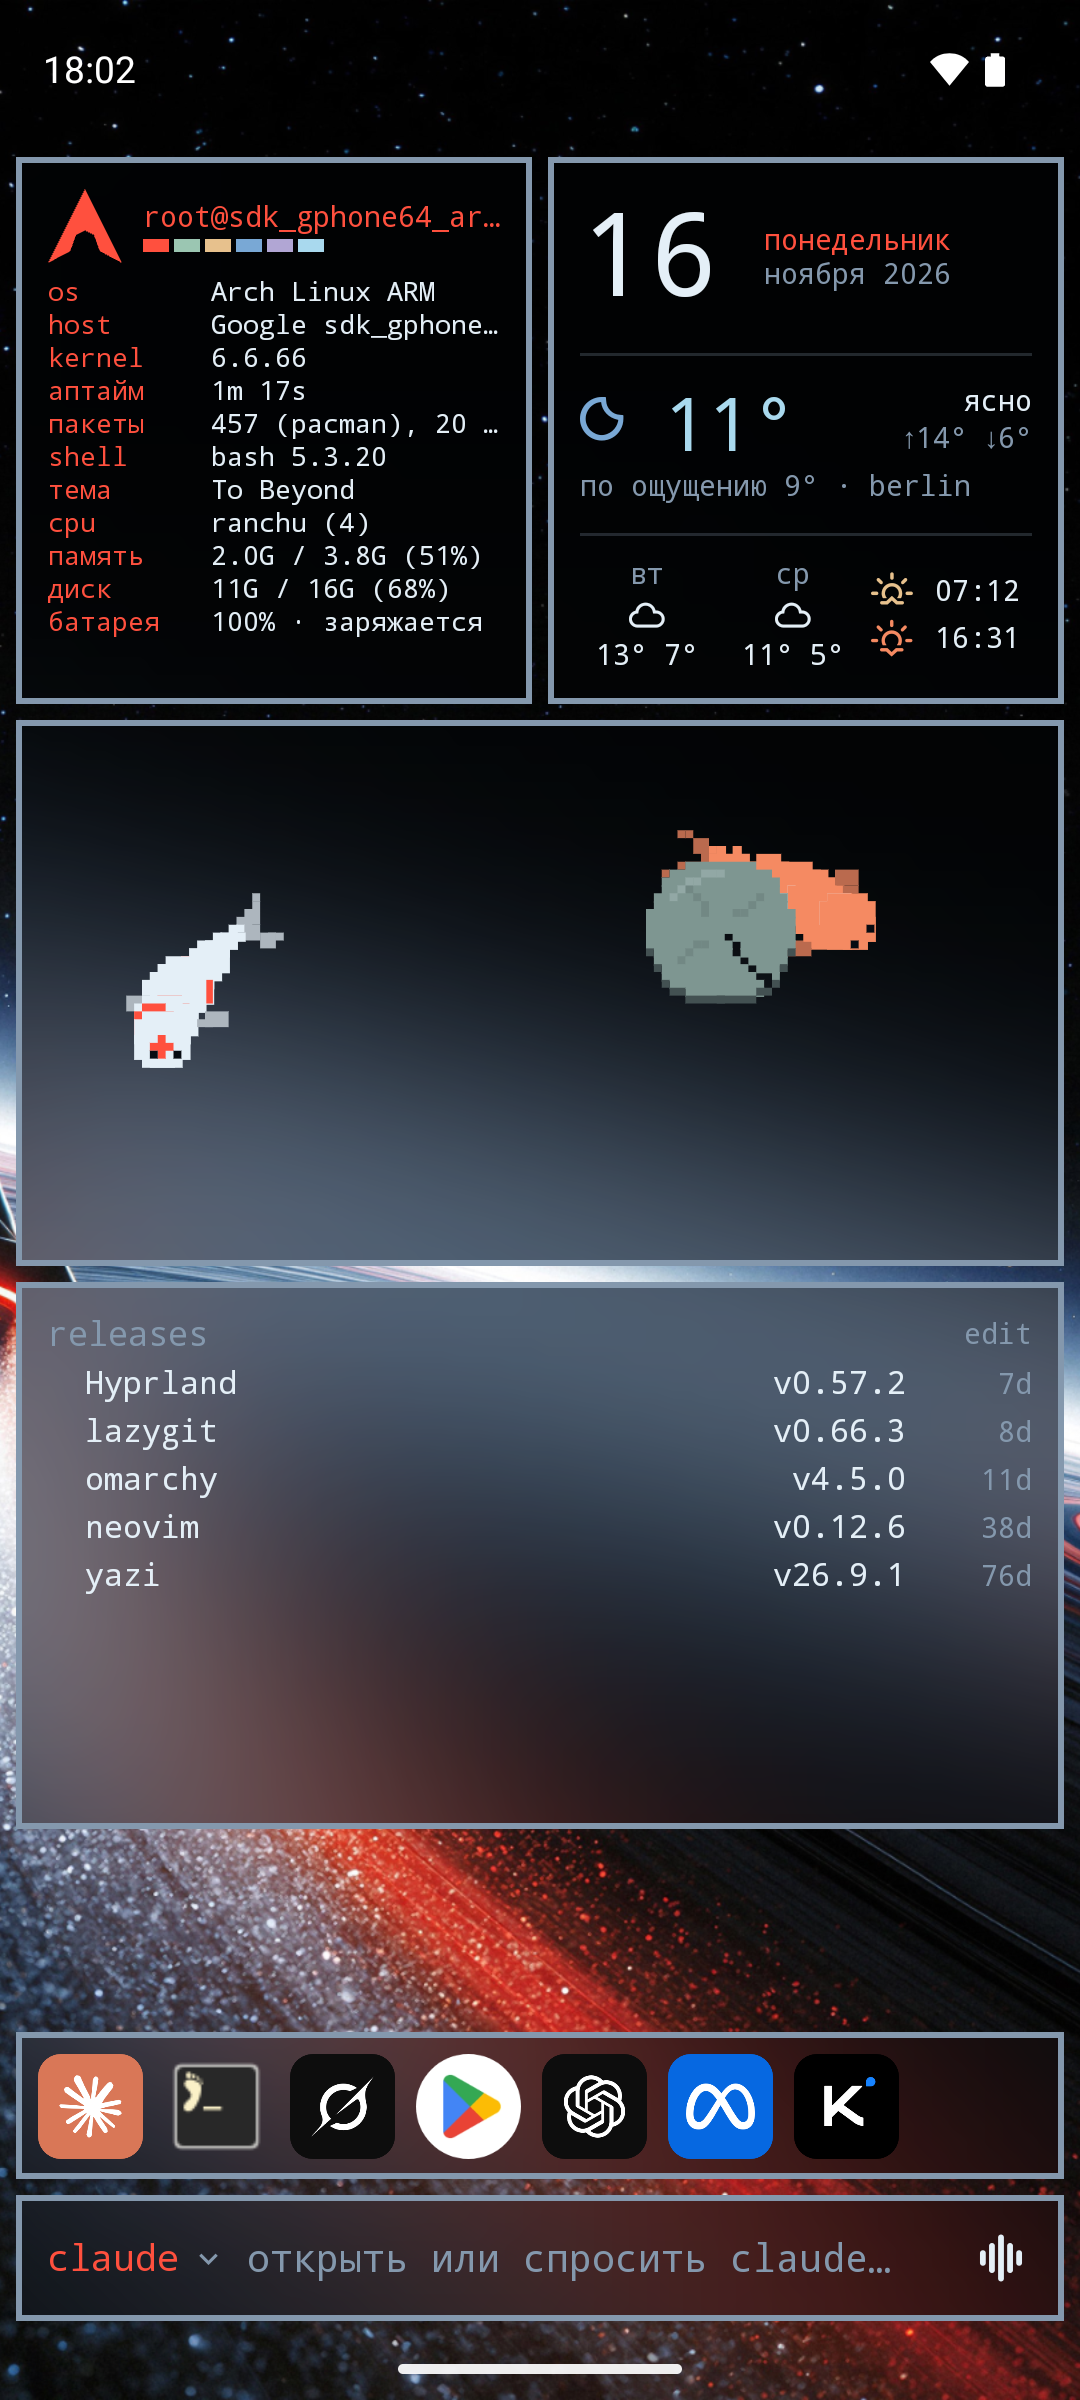 18:02
root@sdk_gphone64_ar…
os Arch Linux ARM
host Google sdk_gphone…
kernel 6.6.66
аптайм 1m 17s
пакеты 457 (pacman), 20 …
shell bash 5.3.20
тема To Beyond
cpu ranchu (4)
память 2.0G / 3.8G (51%)
диск 11G / 16G (68%)
батарея 100% · заряжается
16
понедельник
ноября 2026
11°
ясно
↑14° ↓6°
по ощущению 9° · berlin
вт ср
13° 7° 11° 5°
07:12
16:31
releases edit
Hyprland v0.57.2 7d
lazygit v0.66.3 8d
omarchy v4.5.0 11d
neovim v0.12.6 38d
yazi v26.9.1 76d
claude открыть или спросить claude…